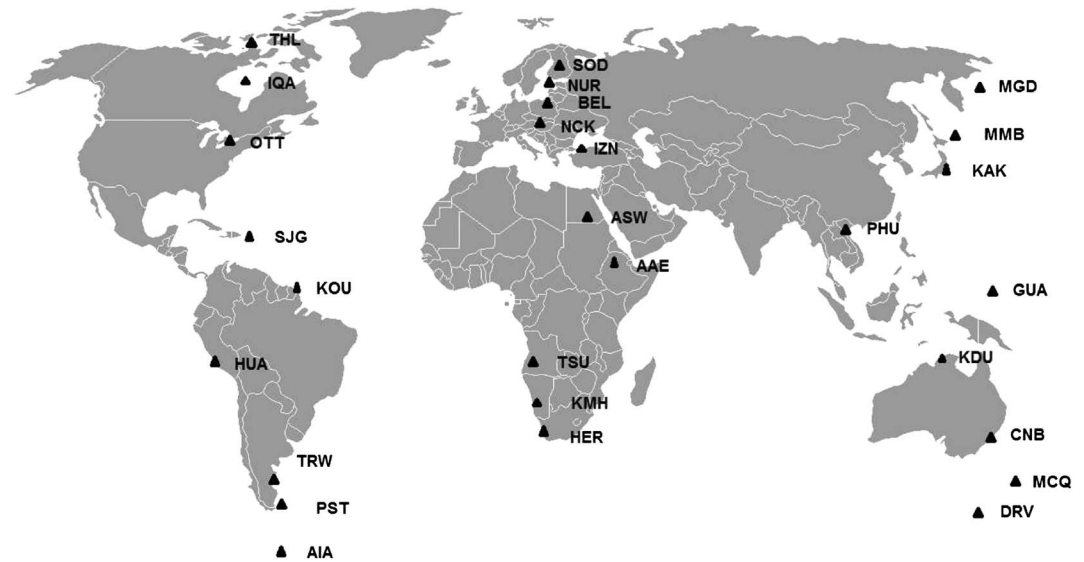 THL
SOD
IQA
NUR
MGD
BEL
NCK
MMB
OTT
IZN
KAK
ASW
PHU
SJG
AAE
KOU
GUA
HUA
TSU
KDU
KMH
HER
CNB
TRW
MCQ
PST
DRV
AIA